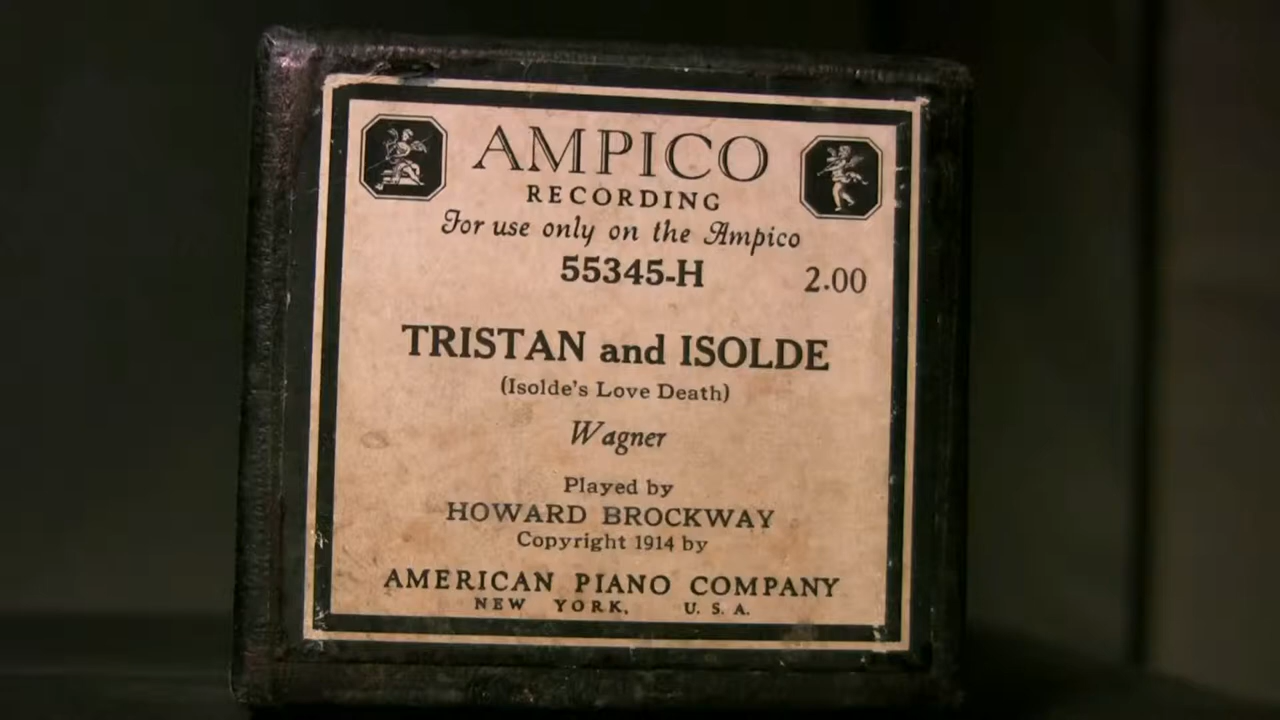 AMPICO
RECORDING
For use only on the Ampico
55345-H 2.00
TRISTAN and ISOLDE
(Isolde's Love Death)
Wagner
Played by
HOWARD BROCKWAY
Copyright 1914 by
AMERICAN PIANO COMPANY
NEW YORK, U. S. A.